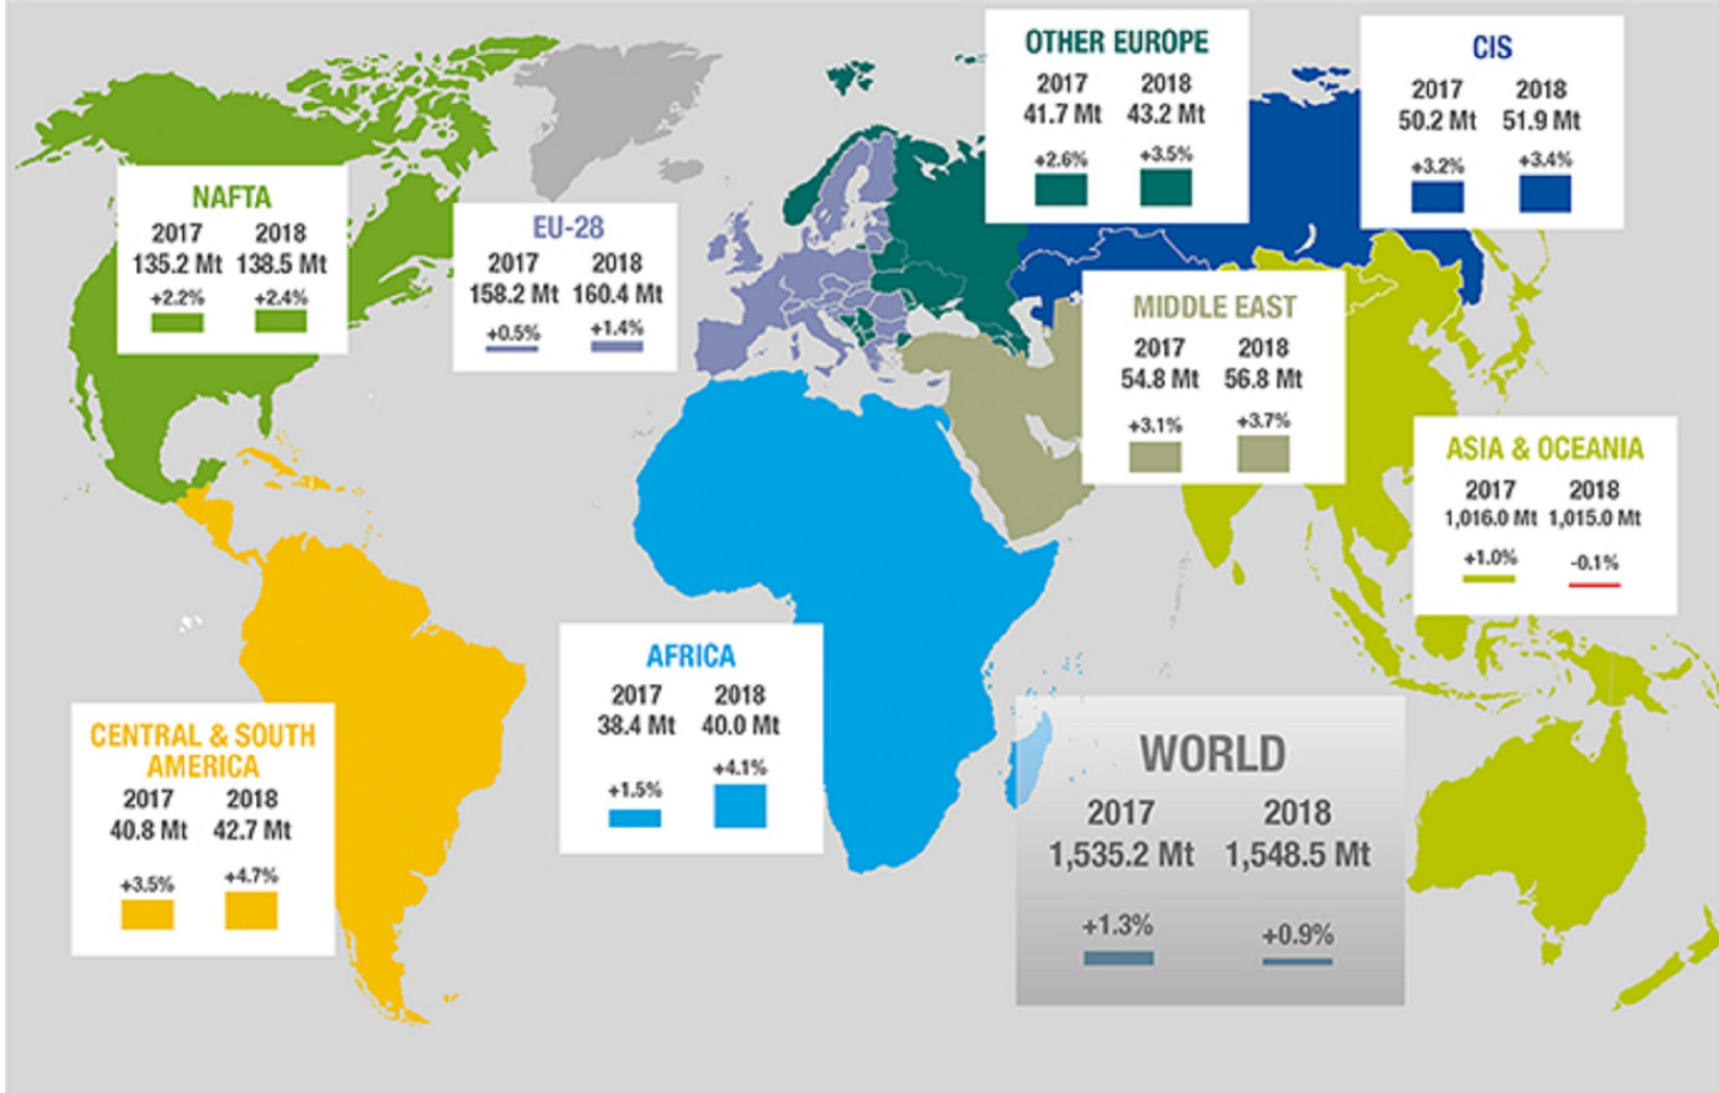 OTHER EUROPE
2017 2018
41.7 Mt 43.2 Mt
+2.6% +3.5%
CIS
2017 2018
50.2 Mt 51.9 Mt
+3.2% +3.4%
NAFTA
2017 2018
135.2 Mt 138.5 Mt
+2.2% +2.4%
EU-28
2017 2018
158.2 Mt 160.4 Mt
+0.5% +1.4%
MIDDLE EAST
2017 2018
54.8 Mt 56.8 Mt
+3.1% +3.7%
ASIA & OCEANIA
2017 2018
1,016.0 Mt 1,015.0 Mt
+1.0% -0.1%
AFRICA
2017 2018
38.4 Mt 40.0 Mt
+1.5% +4.1%
CENTRAL & SOUTH
AMERICA
2017 2018
40.8 Mt 42.7 Mt
+3.5% +4.7%
WORLD
2017 2018
1,535.2 Mt 1,548.5 Mt
+1.3% +0.9%